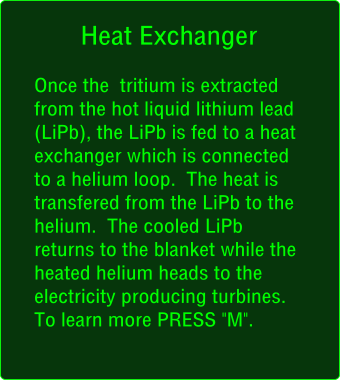 Heat Exchanger
Once the  tritium is extracted
from the hot liquid lithium lead
(LiPb), the LiPb is fed to a heat
exchanger which is connected
to a helium loop.  The heat is
transfered from the LiPb to the
helium.  The cooled LiPb
returns to the blanket while the
heated helium heads to the
electricity producing turbines.
To learn more PRESS "M".